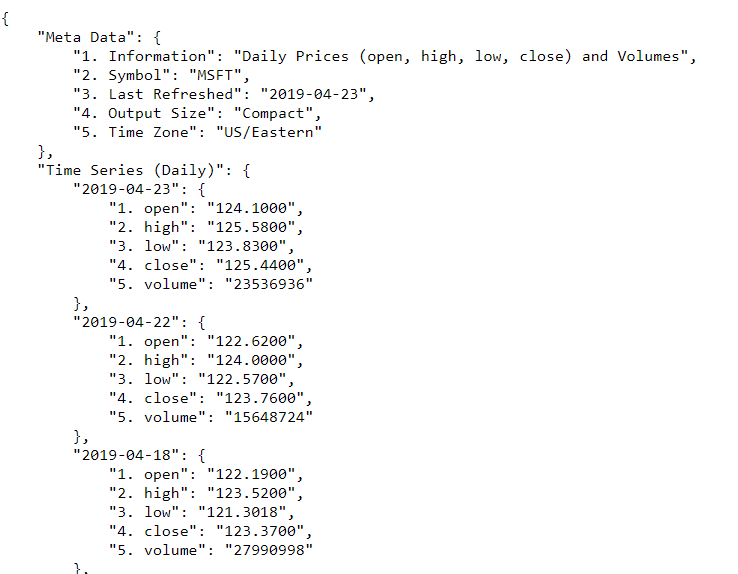 {
    "Meta Data": {
        "1. Information": "Daily Prices (open, high, low, close) and Volumes",
        "2. Symbol": "MSFT",
        "3. Last Refreshed": "2019-04-23",
        "4. Output Size": "Compact",
        "5. Time Zone": "US/Eastern"
    },
    "Time Series (Daily)": {
        "2019-04-23": {
            "1. open": "124.1000",
            "2. high": "125.5800",
            "3. low": "123.8300",
            "4. close": "125.4400",
            "5. volume": "23536936"
        },
        "2019-04-22": {
            "1. open": "122.6200",
            "2. high": "124.0000",
            "3. low": "122.5700",
            "4. close": "123.7600",
            "5. volume": "15648724"
        },
        "2019-04-18": {
            "1. open": "122.1900",
            "2. high": "123.5200",
            "3. low": "121.3018",
            "4. close": "123.3700",
            "5. volume": "27990998"
        },